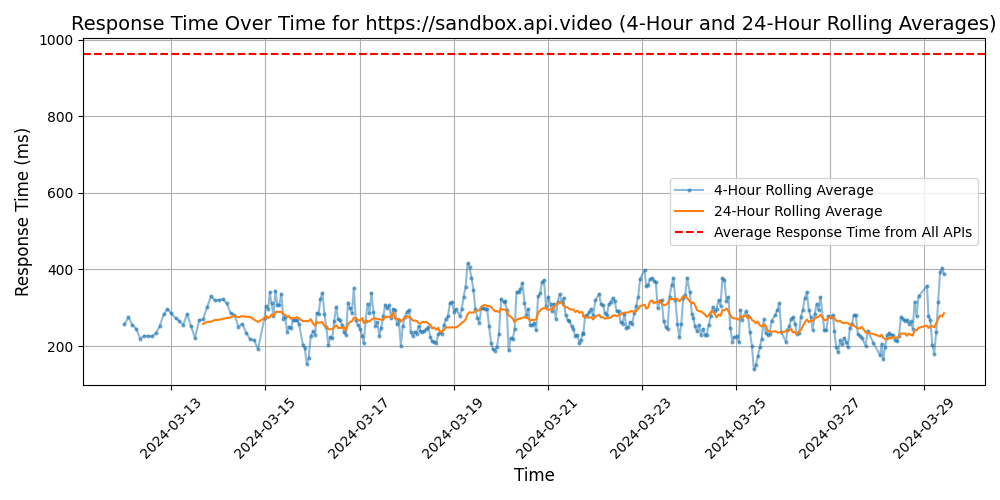 Response Time Over Time for https://sandbox.api.video (4-Hour and 24-Hour Rolling Averages)
Response Time (ms)
1000
800
600
400
200
4-Hour Rolling Average
24-Hour Rolling Average
Average Response Time from All APIs
2024-03-13
2024-03-15
2024-03-17
2024-03-19
2024-03-21
2024-03-23
2024-03-25
2024-03-27
2024-03-29
Time